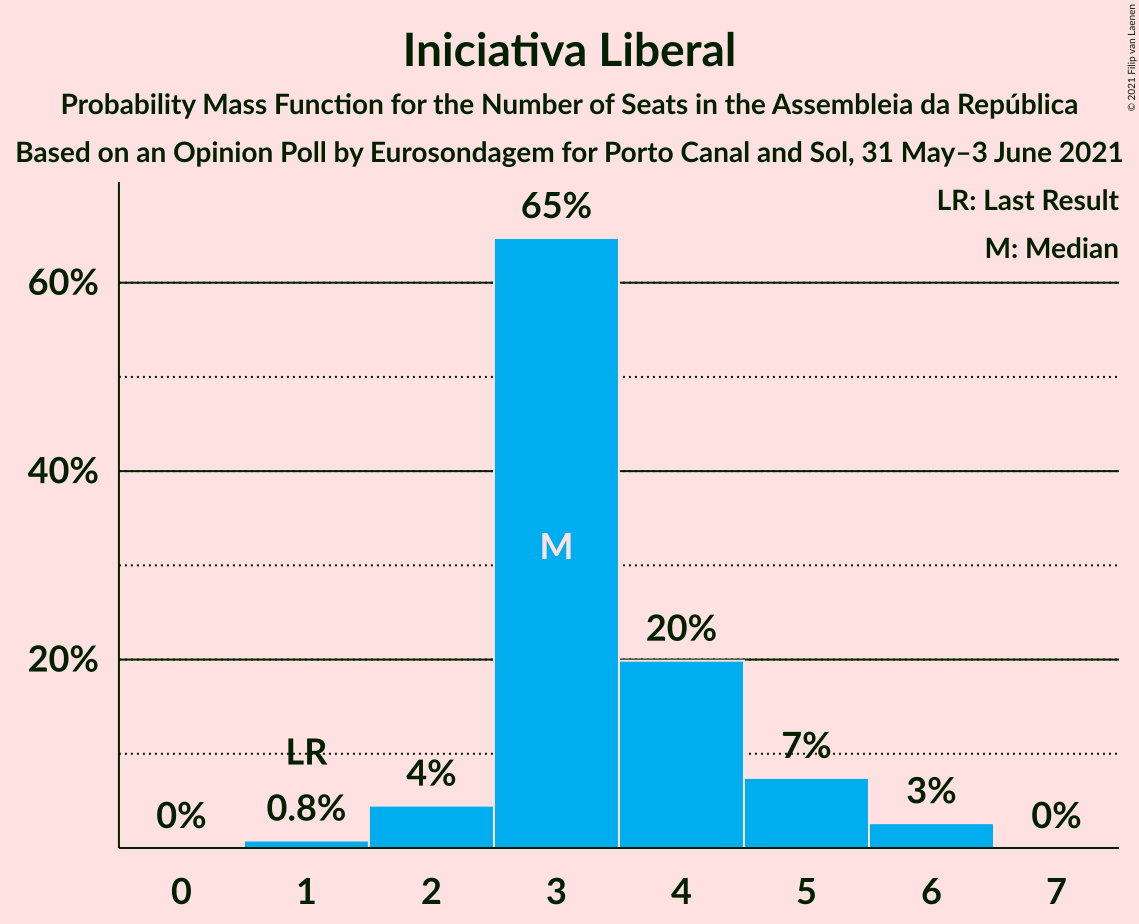 Iniciativa Liberal
Probability Mass Function for the Number of Seats in the Assembleia da República
Based on an Opinion Poll by Eurosondagem for Porto Canal and Sol, 31 May–3 June 2021
© 2021 Filip van Laenen
LR: Last Result
M: Median
65%
60%
40%
M
20%
20%
LR
7%
4%
3%
0.8%
0%
0%
0 1 2 3 4 5 6 7